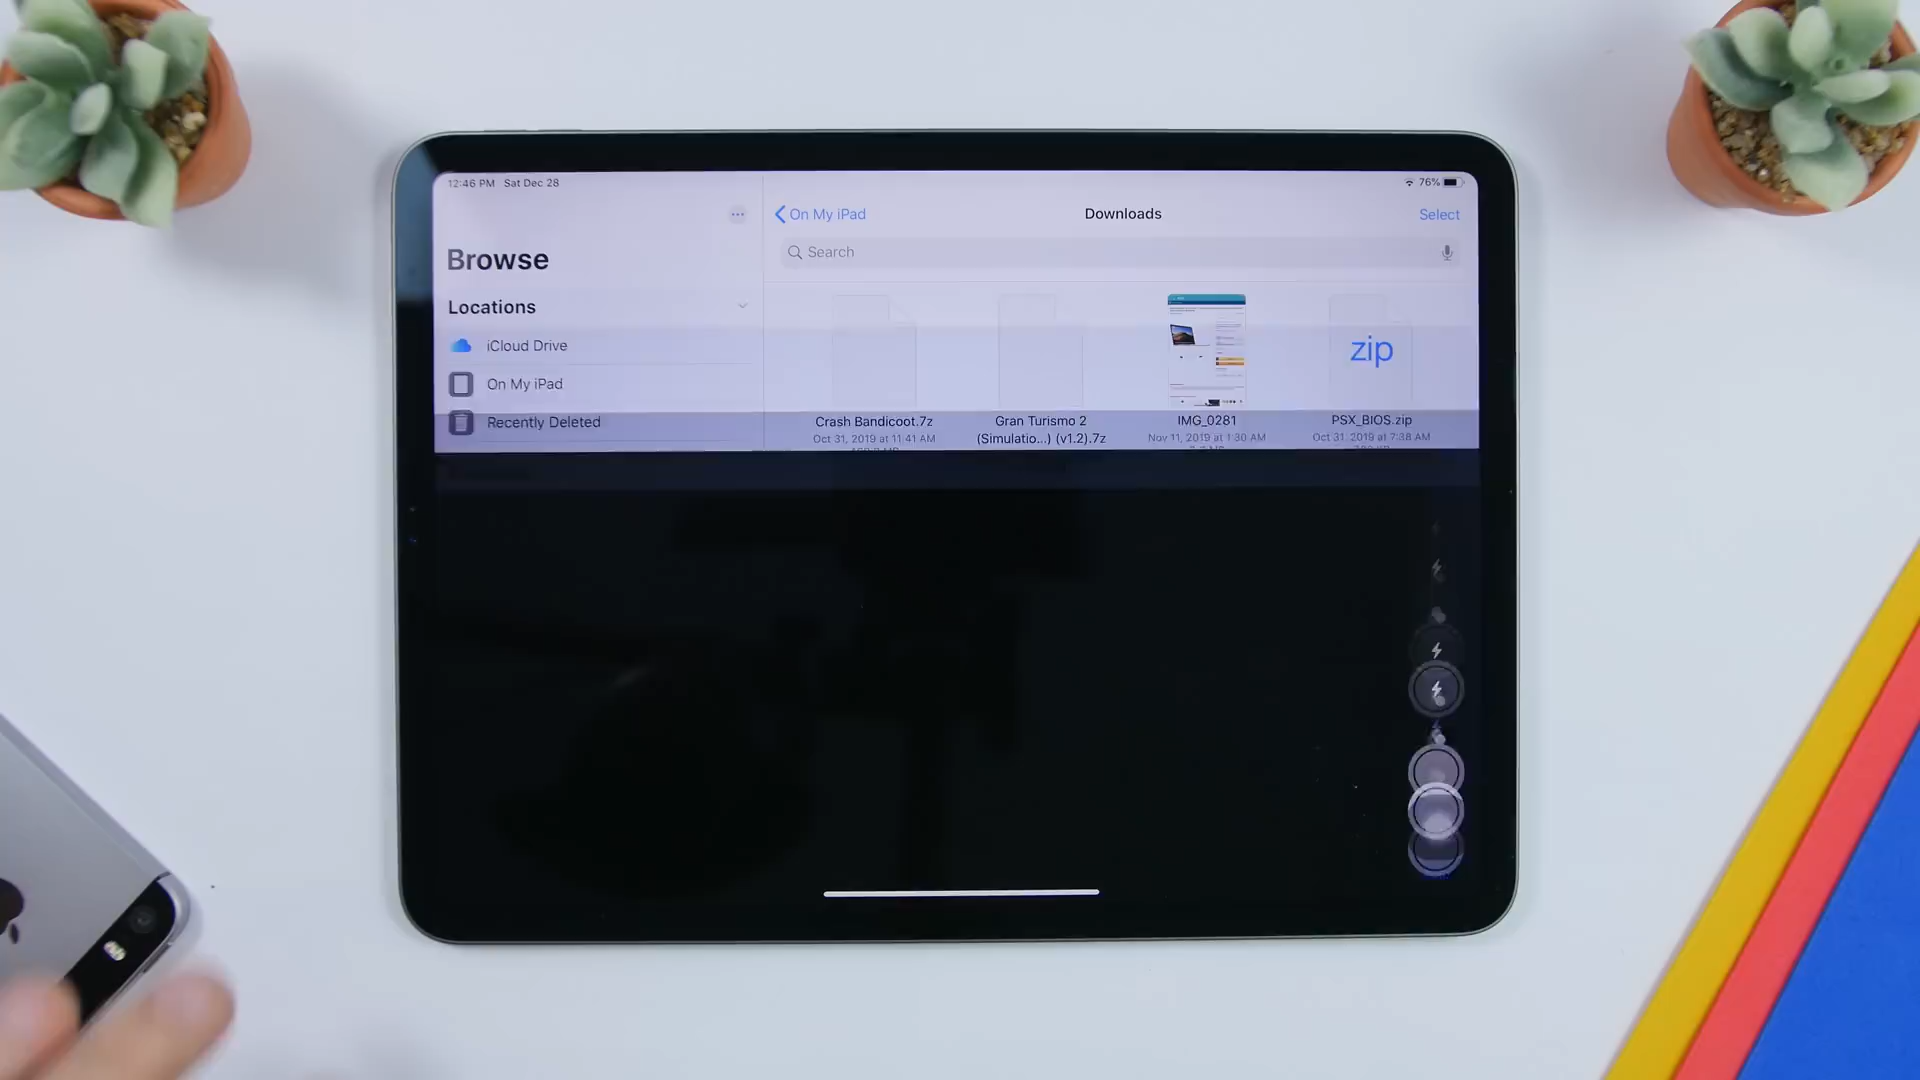 12:46 PM Sat Dec 28
76%
On My iPad
Downloads
Select
Search
Browse
Locations
iCloud Drive
On My iPad
Recently Deleted
zip
Crash Bandicoot.7z
Oct 31, 2019 at 11:41 AM
Gran Turismo 2
(Simulatio...) (v1.2).7z
IMG_0281
Nov 11, 2019 at 1:30 AM
PSX_BIOS.zip
Oct 31, 2019 at 7:38 AM